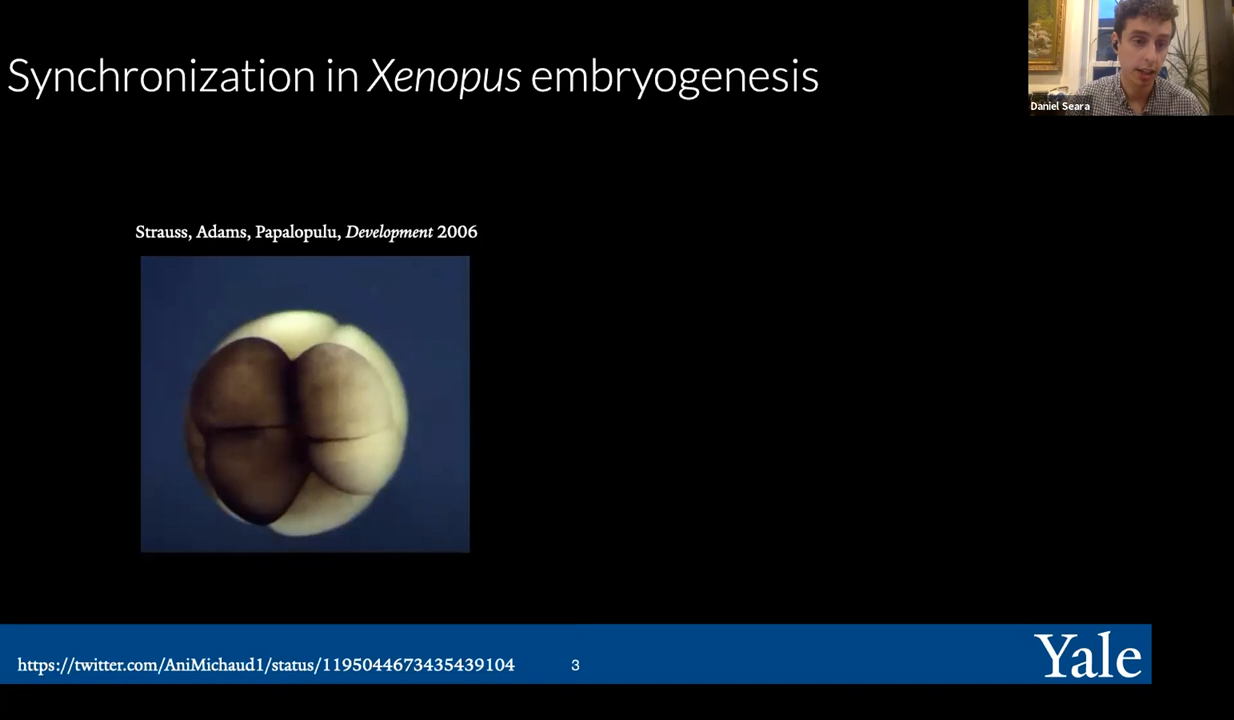 Synchronization in Xenopus embryogenesis
Daniel Seara
Strauss, Adams, Papalopulu, Development 2006
https://twitter.com/AniMichaud1/status/1195044673435439104
3
Yale